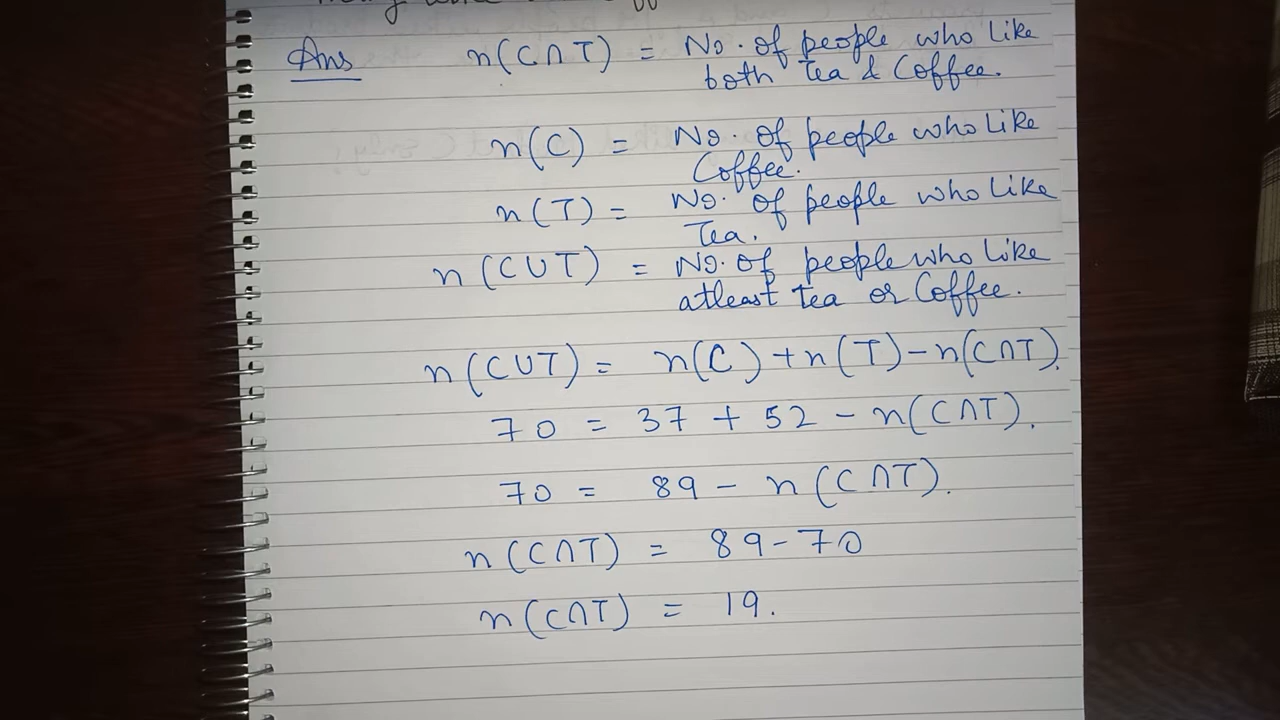 Ans n(C∩T) = No. of people who like
both Tea & Coffee.
n(C) = No. of people who Like
Coffee.
n(T) = No. of people who Like
Tea.
n(C∪T) = No. of people who Like
atleast tea or Coffee.
n(C∪T) = n(C) + n(T) - n(C∩T).
70 = 37 + 52 - n(C∩T).
70 = 89 - n(C∩T).
n(C∩T) = 89-70
n(C∩T) = 19.